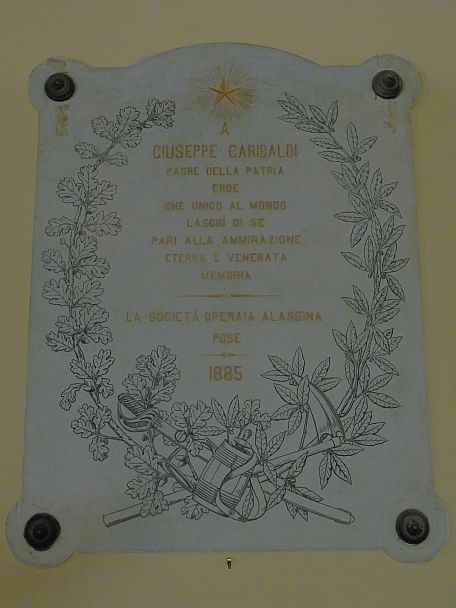 A
GIUSEPPE GARIBALDI
PADRE DELLA PATRIA
EROE
CHE UNICO AL MONDO
LASCIÒ DI SE
PARI ALLA AMMIRAZIONE
ETERNA E VENERATA
MEMORIA
LA SOCIETÁ OPERAIA ALASSINA
POSE
1885